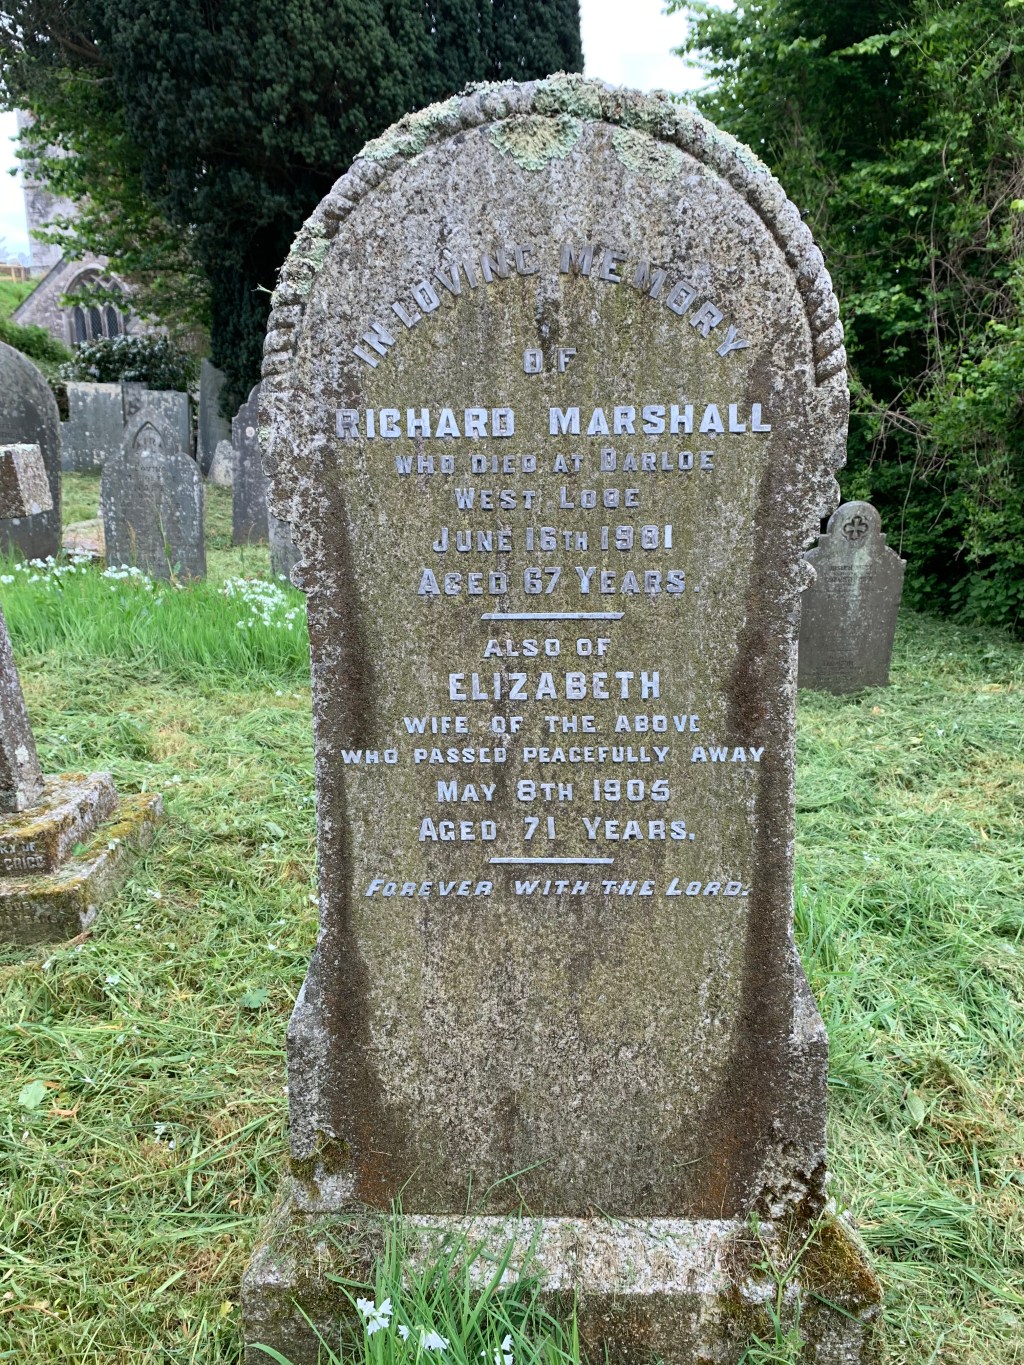 IN LOVING MEMORY
OF
RICHARD MARSHALL
WHO DIED AT BARLOE
WEST LOOE
JUNE 16TH 1901
AGED 67 YEARS.
ALSO OF
ELIZABETH
WIFE OF THE ABOVE
WHO PASSED PEACEFULLY AWAY
MAY 8TH 1905
AGED 71 YEARS.
FOREVER WITH THE LORD.